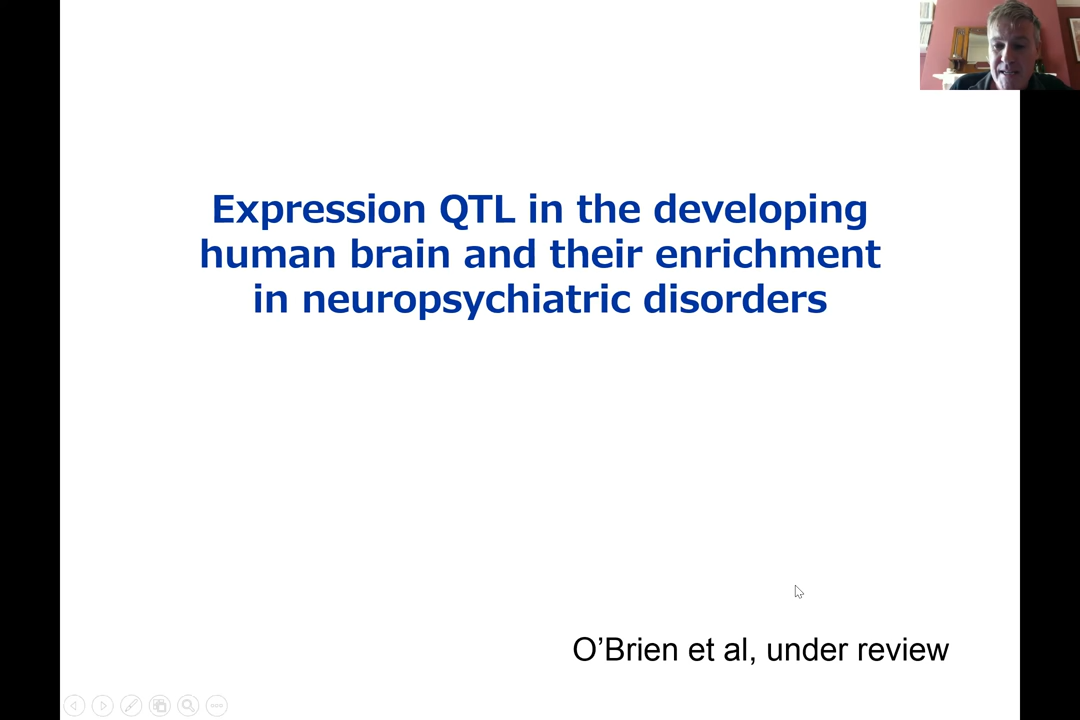 Expression QTL in the developing
human brain and their enrichment
in neuropsychiatric disorders
O’Brien et al, under review